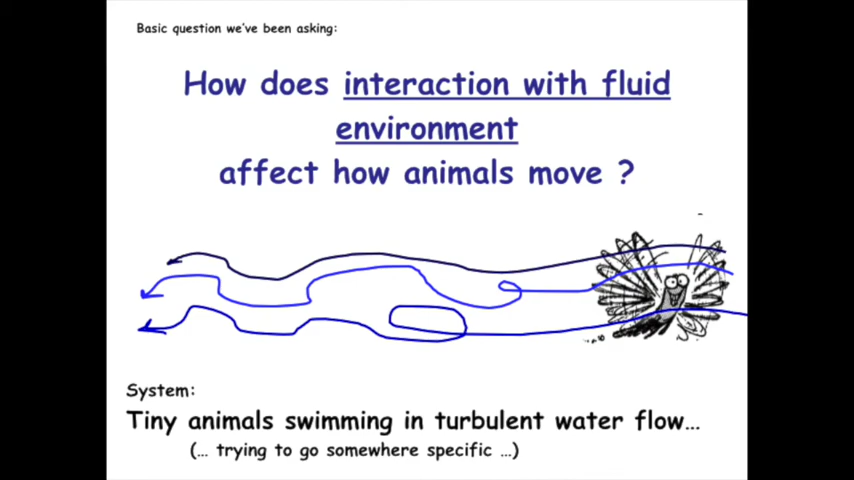 Basic question we've been asking:
How does interaction with fluid
environment
affect how animals move ?
System:
Tiny animals swimming in turbulent water flow…
(… trying to go somewhere specific …)